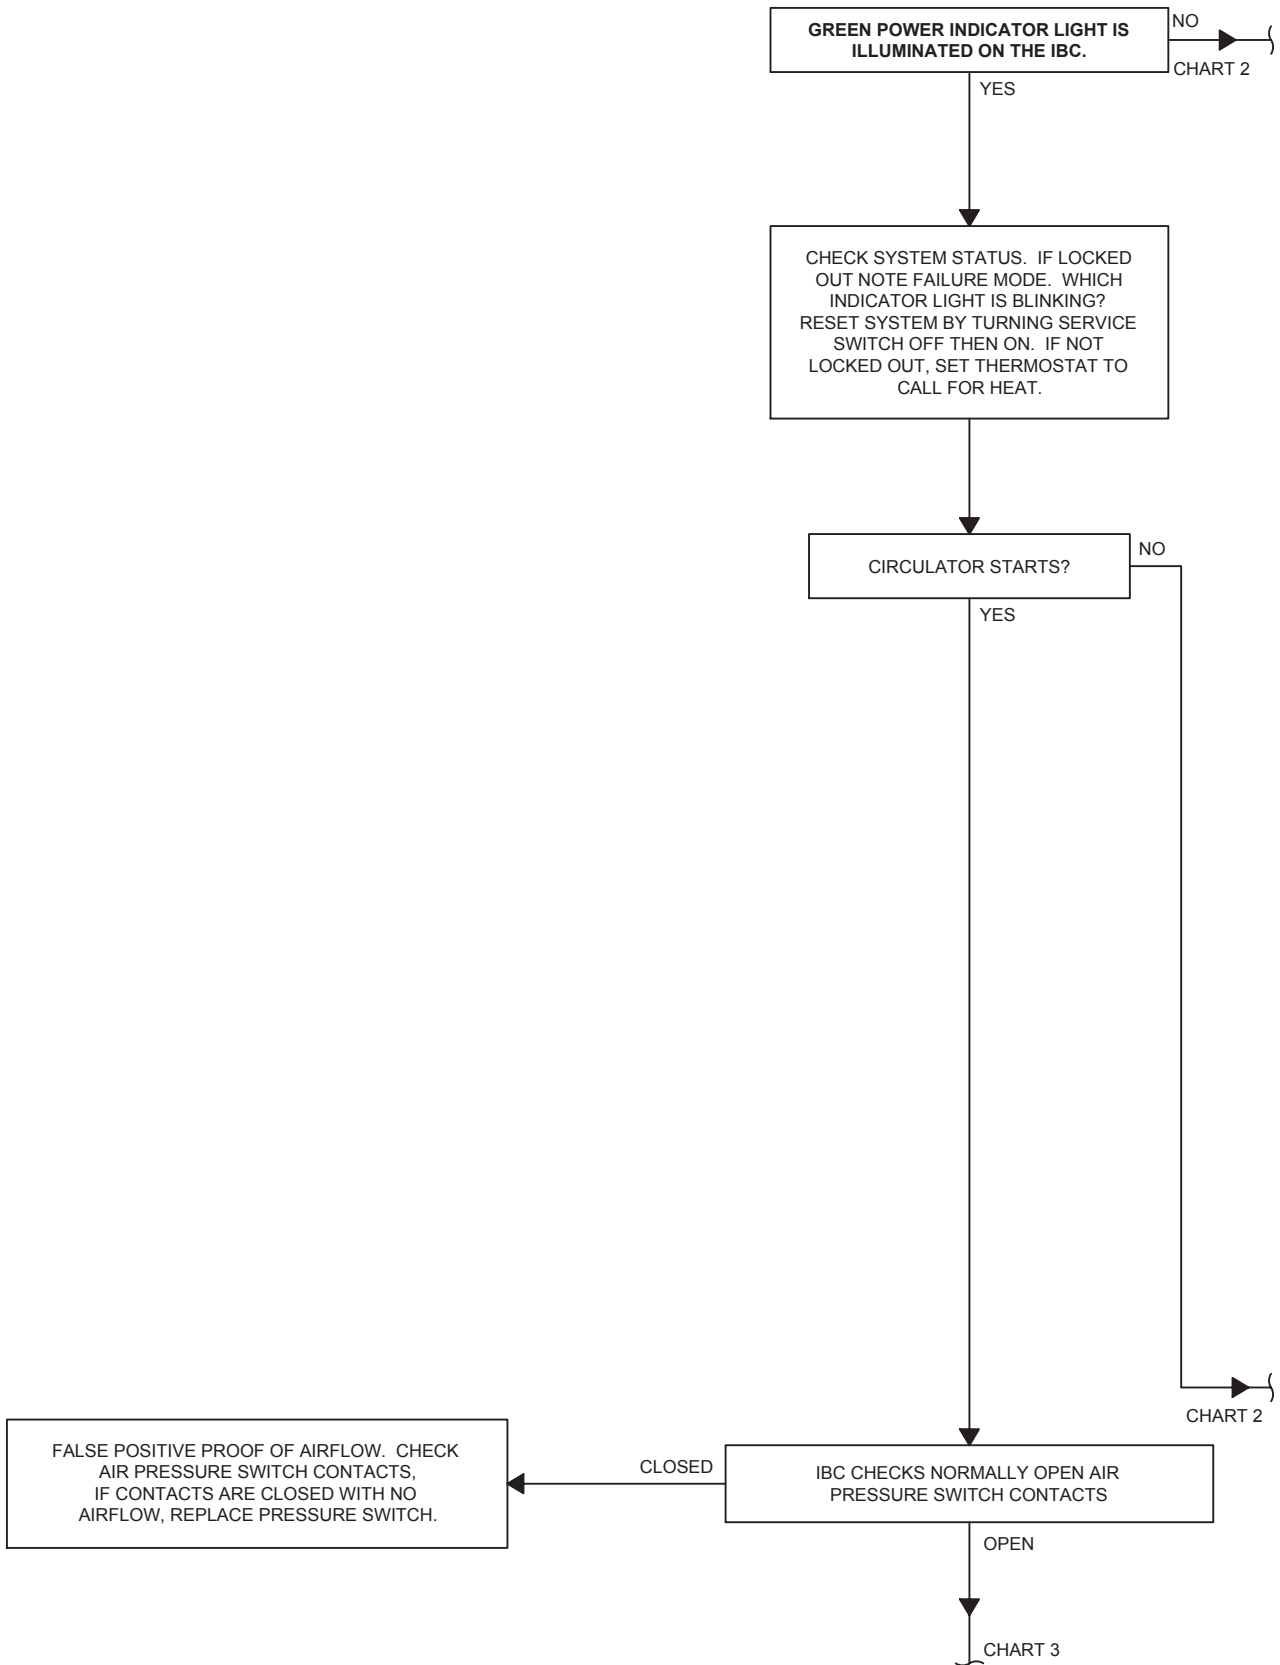 GREEN POWER INDICATOR LIGHT IS
ILLUMINATED ON THE IBC.
NO
CHART 2
YES
CHECK SYSTEM STATUS. IF LOCKED
OUT NOTE FAILURE MODE. WHICH
INDICATOR LIGHT IS BLINKING?
RESET SYSTEM BY TURNING SERVICE
SWITCH OFF THEN ON. IF NOT
LOCKED OUT, SET THERMOSTAT TO
CALL FOR HEAT.
CIRCULATOR STARTS?
NO
YES
CHART 2
IBC CHECKS NORMALLY OPEN AIR
PRESSURE SWITCH CONTACTS
CLOSED
FALSE POSITIVE PROOF OF AIRFLOW. CHECK
AIR PRESSURE SWITCH CONTACTS,
IF CONTACTS ARE CLOSED WITH NO
AIRFLOW, REPLACE PRESSURE SWITCH.
OPEN
CHART 3